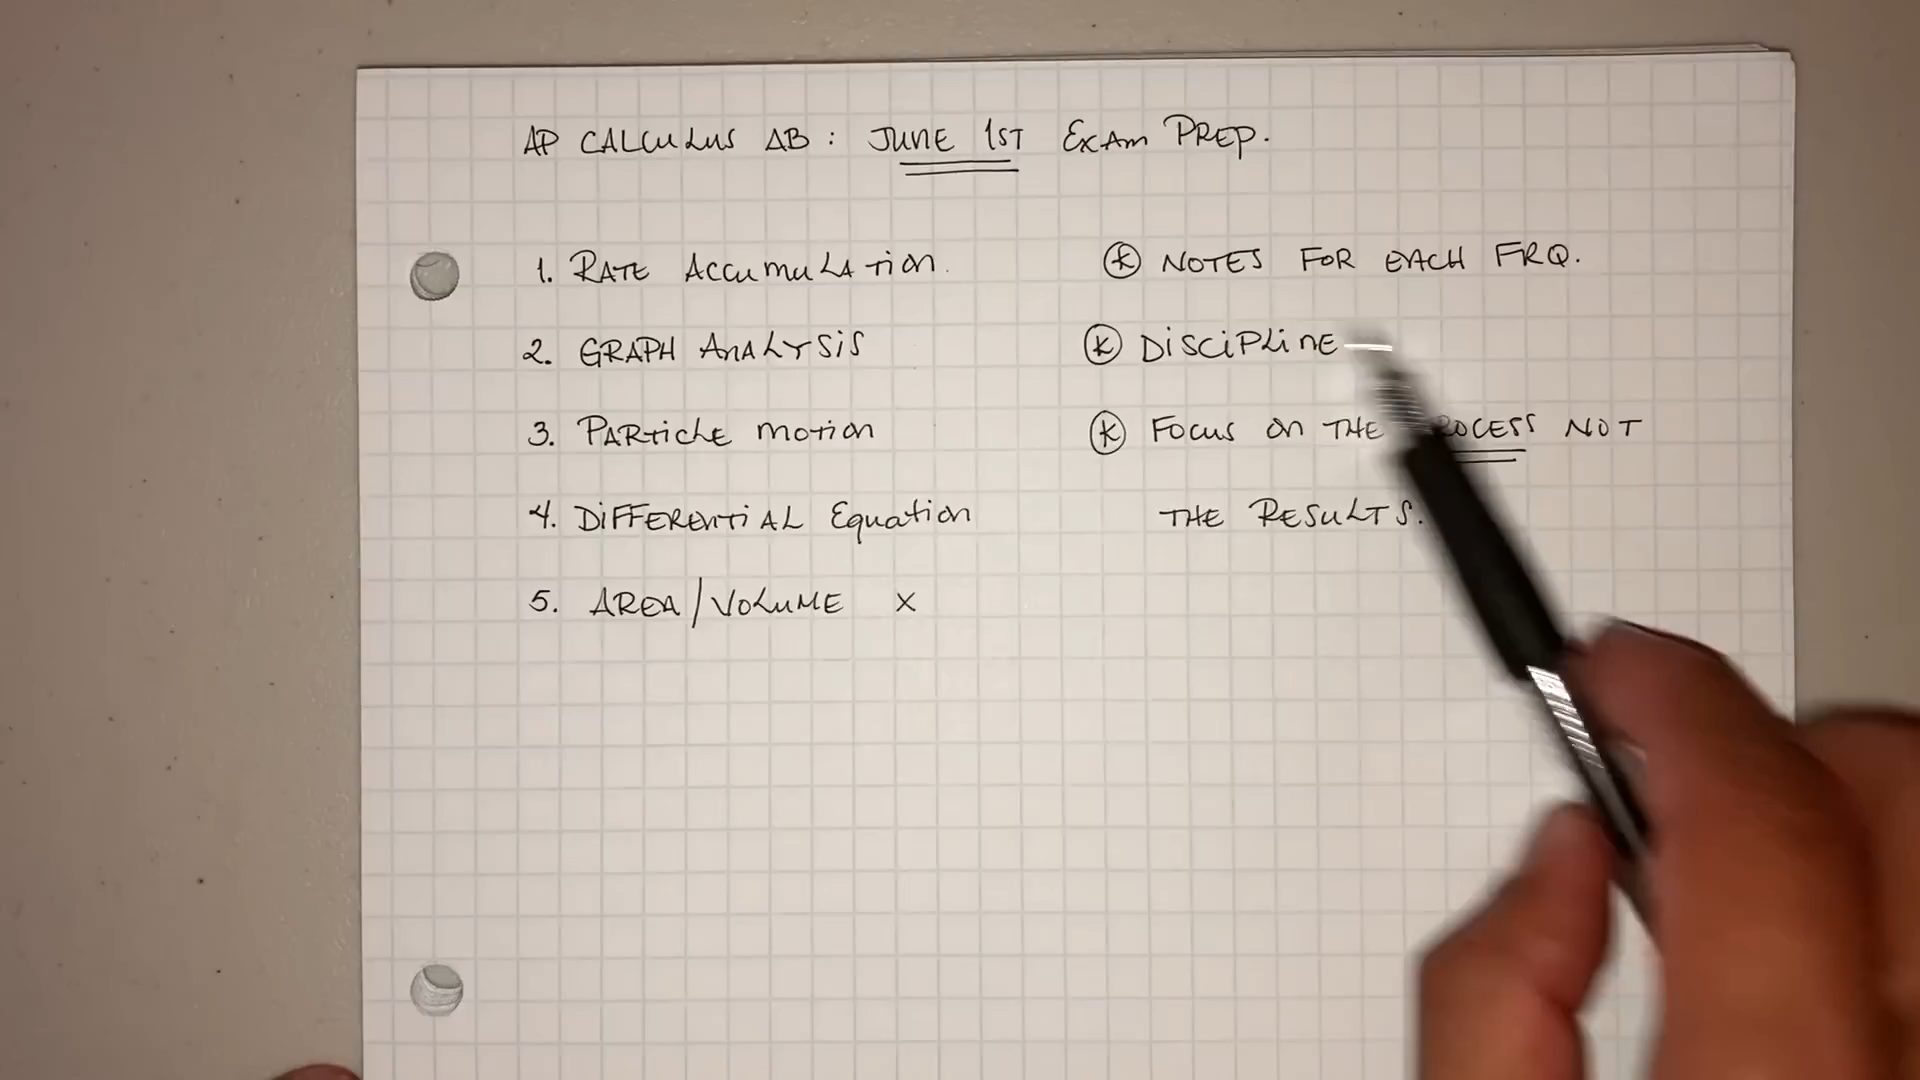 AP CALCULUS AB: JUNE 1ST EXAM PREP.
1. RATE ACCUMULATION.
2. GRAPH ANALYSIS
3. PARTICLE MOTION
4. DIFFERENTIAL EQUATION
5. AREA/VOLUME X
NOTES FOR EACH FRQ.
DISCIPLINE
FOCUS ON THE NOT
THE RESULTS.